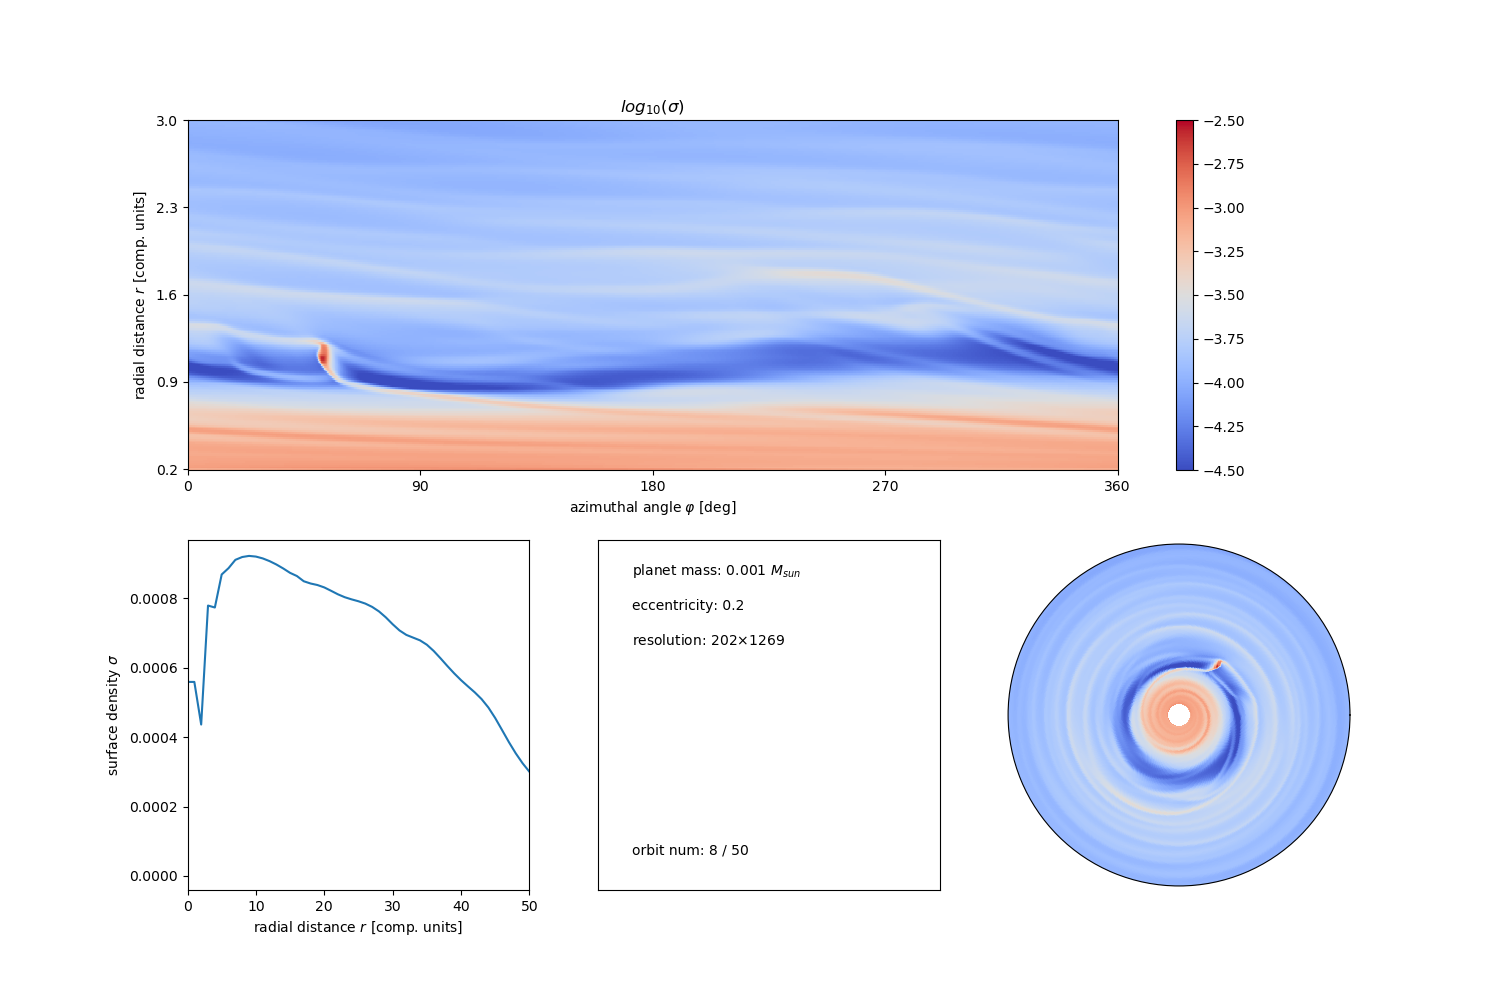 log₁₀(σ)
3.0
2.3
1.6
0.9
0.2
radial distance r [comp. units]
0 90 180 270 360
azimuthal angle φ [deg]
−2.50
−2.75
−3.00
−3.25
−3.50
−3.75
−4.00
−4.25
−4.50
0.0008
0.0006
0.0004
0.0002
0.0000
surface density σ
0 10 20 30 40 50
radial distance r [comp. units]
planet mass: 0.001 Mₛᵤₙ
eccentricity: 0.2
resolution: 202×1269
orbit num: 8 / 50